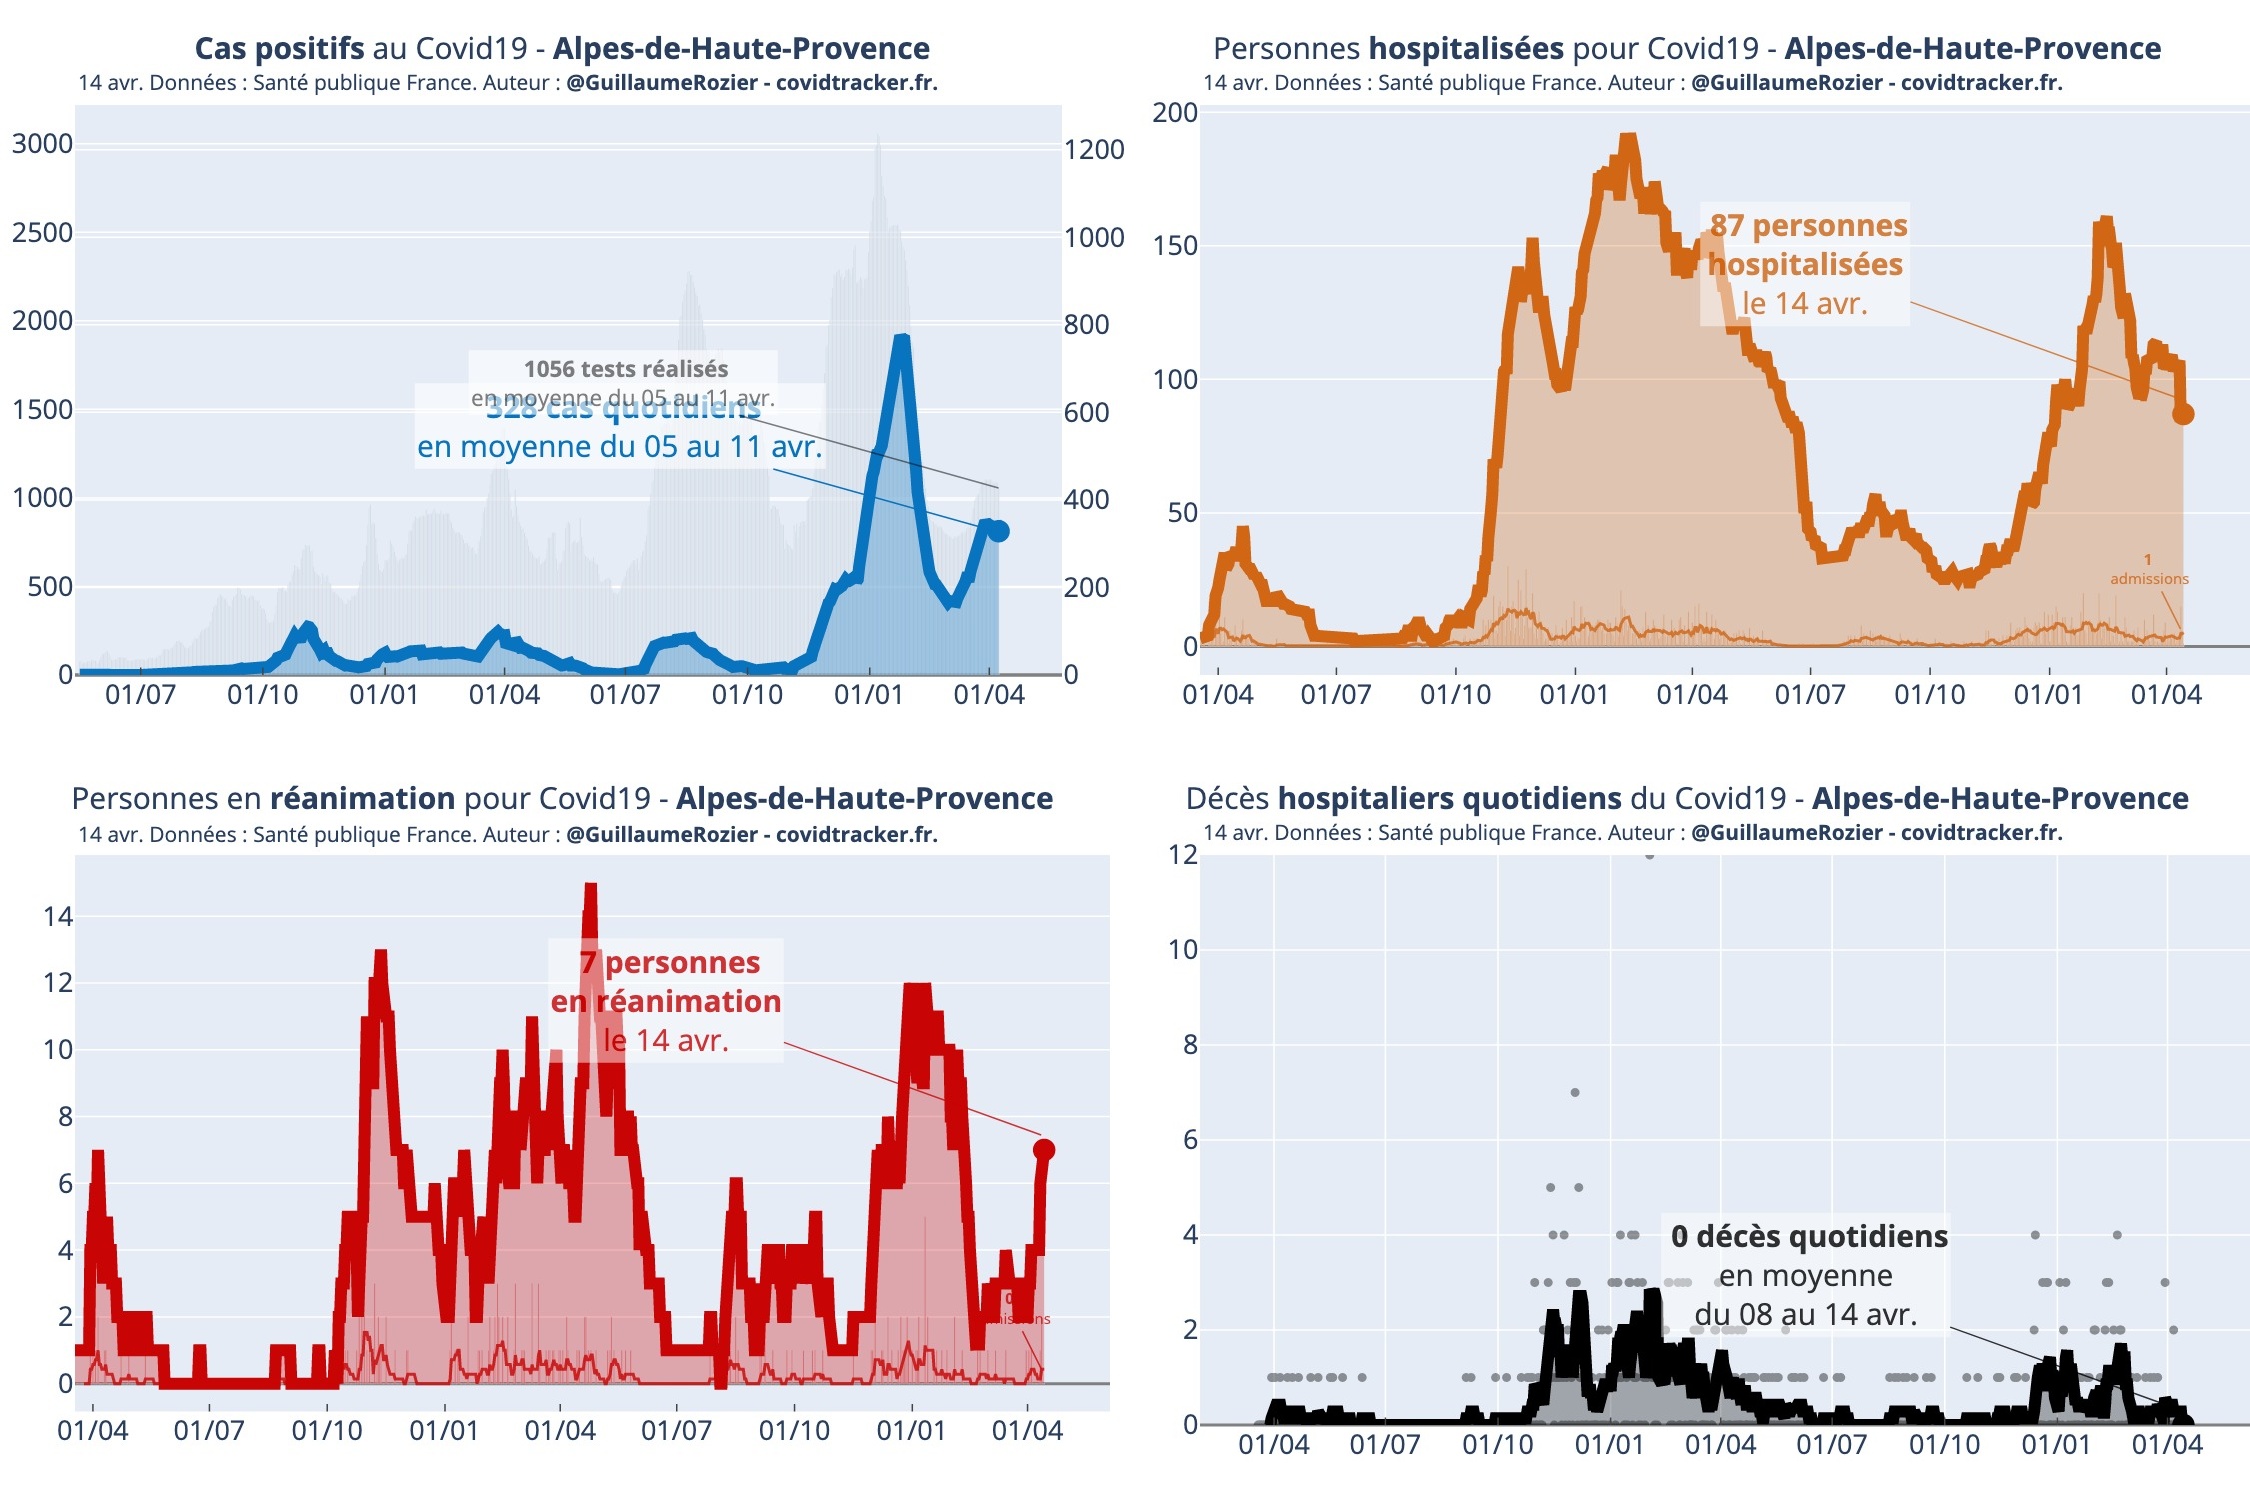 Cas positifs au Covid19 - Alpes-de-Haute-Provence
14 avr. Données : Santé publique France. Auteur : @GuillaumeRozier - covidtracker.fr.
3000
2500
2000
1500
1000
500
0
1200
1000
800
600
400
200
0
1056 tests réalisés
en moyenne du 05 au 11 avr.
328 cas quotidiens
en moyenne du 05 au 11 avr.
01/07 01/10 01/01 01/04 01/07 01/10 01/01 01/04
Personnes hospitalisées pour Covid19 - Alpes-de-Haute-Provence
14 avr. Données : Santé publique France. Auteur : @GuillaumeRozier - covidtracker.fr.
200
150
100
50
0
87 personnes
hospitalisées
le 14 avr.
1
admissions
01/04 01/07 01/10 01/01 01/04 01/07 01/10 01/01 01/04
Personnes en réanimation pour Covid19 - Alpes-de-Haute-Provence
14 avr. Données : Santé publique France. Auteur : @GuillaumeRozier - covidtracker.fr.
14
12
10
8
6
4
2
0
7 personnes
en réanimation
le 14 avr.
01/04 01/07 01/10 01/01 01/04 01/07 01/10 01/01 01/04
Décès hospitaliers quotidiens du Covid19 - Alpes-de-Haute-Provence
14 avr. Données : Santé publique France. Auteur : @GuillaumeRozier - covidtracker.fr.
12
10
8
6
4
2
0
0 décès quotidiens
en moyenne
du 08 au 14 avr.
01/04 01/07 01/10 01/01 01/04 01/07 01/10 01/01 01/04